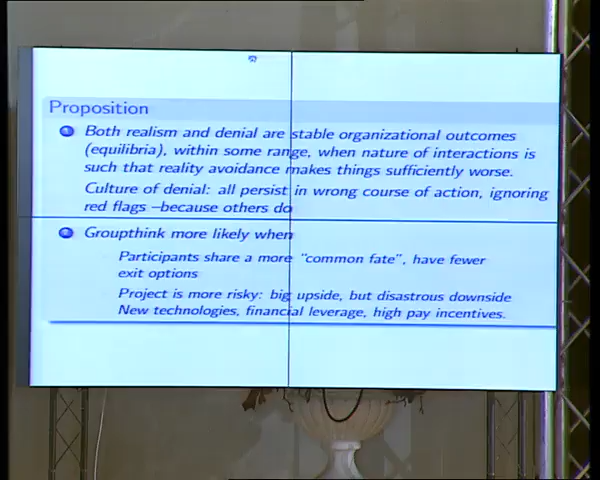 Proposition
1 Both realism and denial are stable organizational outcomes
(equilibria), within some range, when nature of interactions is
such that reality avoidance makes things sufficiently worse.
Culture of denial: all persist in wrong course of action, ignoring
red flags –because others do
2 Groupthink more likely when
Participants share a more "common fate", have fewer
exit options
Project is more risky: big upside, but disastrous downside
New technologies, financial leverage, high pay incentives.